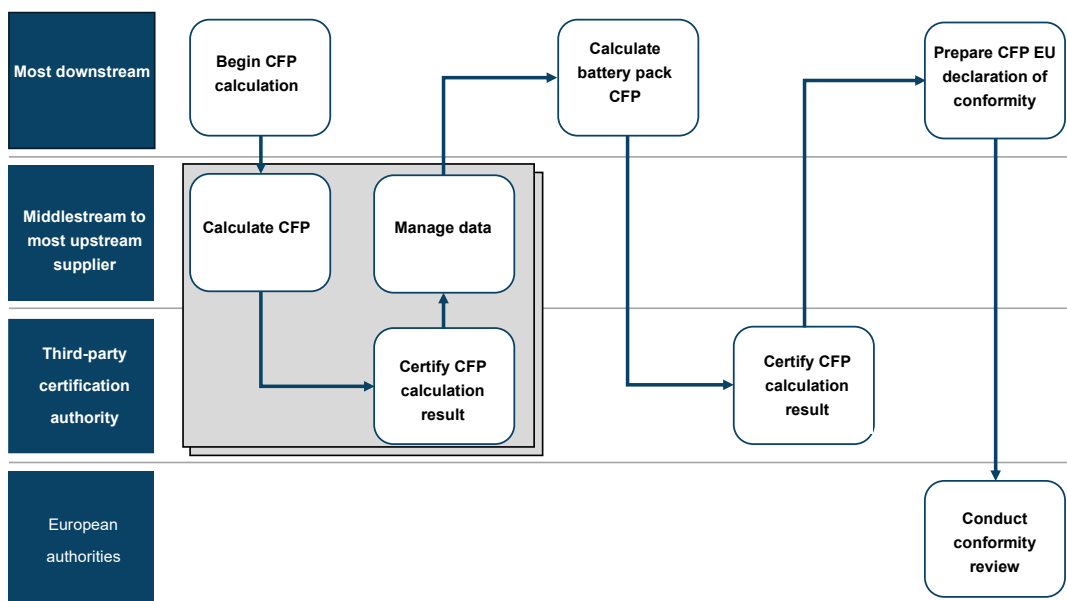 Most downstream
Begin CFP
calculation
Calculate
battery pack
CFP
Prepare CFP EU
declaration of
conformity
Middlestream to
most upstream
supplier
Calculate CFP
Manage data
Third-party
certification
authority
Certify CFP
calculation
result
Certify CFP
calculation
result
European
authorities
Conduct
conformity
review